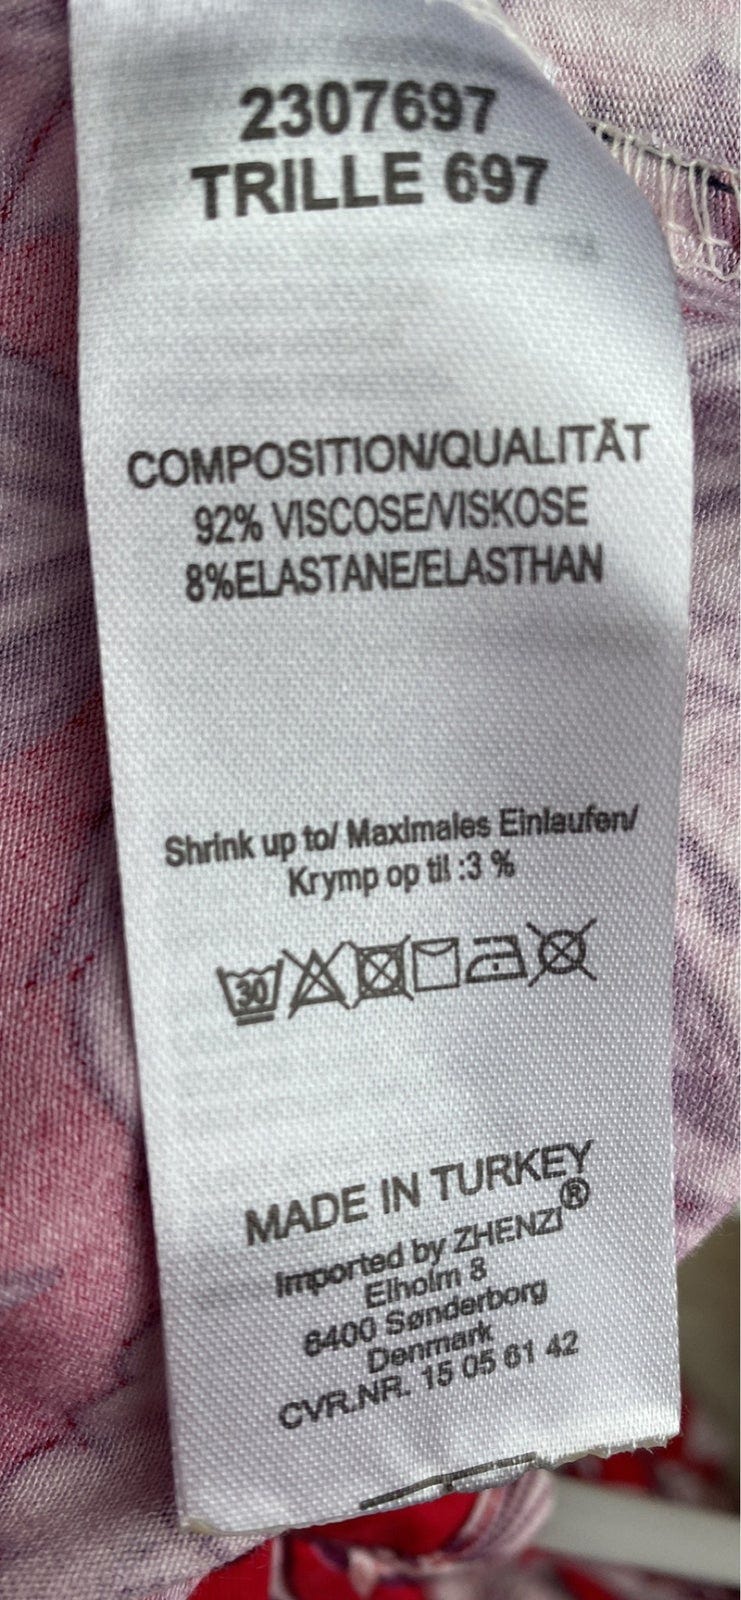 2307697
TRILLE 697
COMPOSITION/QUALITÄT
92% VISCOSE/VISKOSE
8%ELASTANE/ELASTHAN
Shrink up to/ Maximales Einlaufen/
Krymp op til :3 %
30
MADE IN TURKEY
Imported by ZHENZI®
Elholm 8
6400 Sønderborg
Denmark
CVR.NR. 15 05 61 42